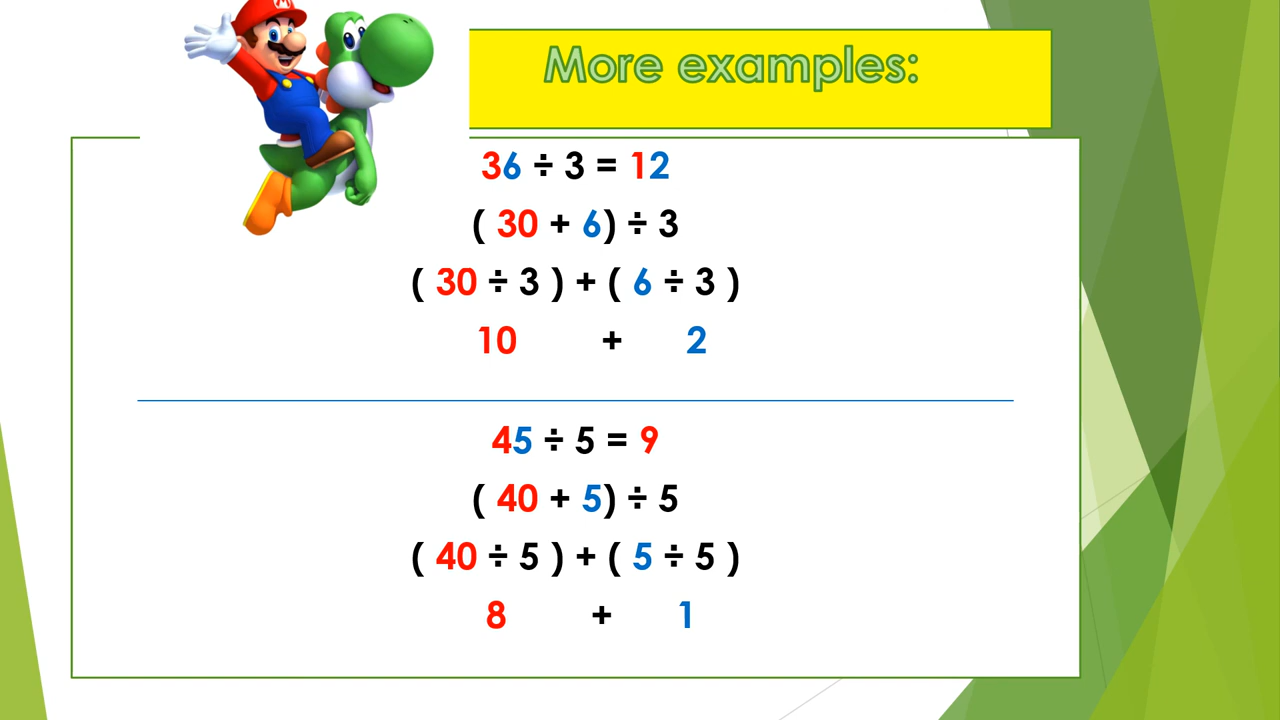 More examples:
36 ÷ 3 = 12
( 30 + 6) ÷ 3
( 30 ÷ 3 ) + ( 6 ÷ 3 )
10 + 2
45 ÷ 5 = 9
( 40 + 5) ÷ 5
( 40 ÷ 5 ) + ( 5 ÷ 5 )
8 + 1